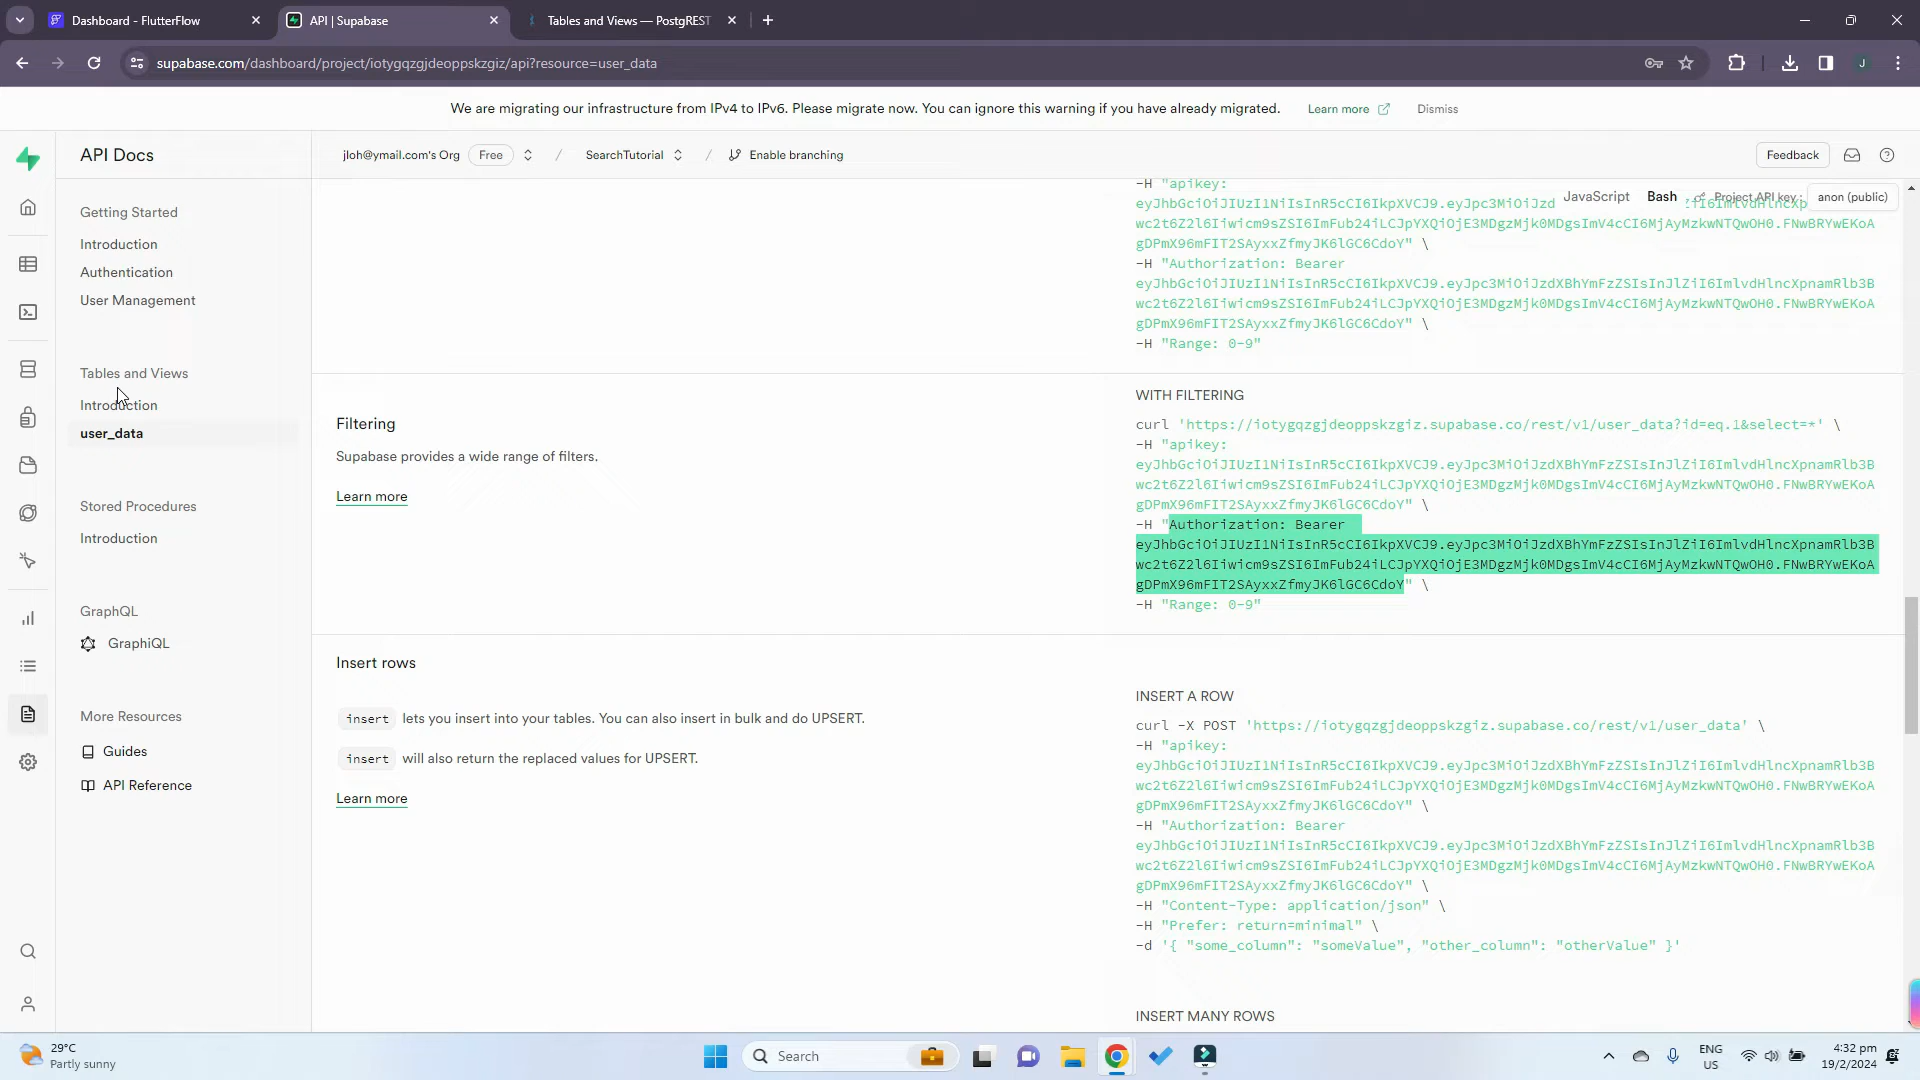 Dashboard - FlutterFlow
API | Supabase
Tables and Views — PostgREST
supabase.com/dashboard/project/iotygqzgjdeoppskzgiz/api?resource=user_data
J
We are migrating our infrastructure from IPv4 to IPv6. Please migrate now. You can ignore this warning if you have already migrated.
Learn more
Dismiss
API Docs
jloh@ymail.com's Org
Free
/
SearchTutorial
/
Enable branching
Feedback
Getting Started
Introduction
Authentication
User Management
Tables and Views
Introduction
user_data
Stored Procedures
Introduction
GraphQL
GraphiQL
More Resources
Guides
API Reference
JavaScript
Bash
Project API key :
anon (public)
-H "apikey:
eyJhbGciOiJIUzI1NiIsInR5cCI6IkpXVCJ9.eyJpc3MiOiJzd
wc2t6Z2l6Iiwicm9sZSI6ImFub24iLCJpYXQiOjE3MDgzMjk0MDgsImV4cCI6MjAyMzkwNTQwOH0.FNwBRYwEKoA
gDPmX96mFIT2SAyxxZfmyJK6lGC6CdoY" \
-H "Authorization: Bearer
eyJhbGciOiJIUzI1NiIsInR5cCI6IkpXVCJ9.eyJpc3MiOiJzdXBhYmFzZSIsInJlZiI6ImlvdHlncXpnamRlb3B
wc2t6Z2l6Iiwicm9sZSI6ImFub24iLCJpYXQiOjE3MDgzMjk0MDgsImV4cCI6MjAyMzkwNTQwOH0.FNwBRYwEKoA
gDPmX96mFIT2SAyxxZfmyJK6lGC6CdoY" \
-H "Range: 0-9"
Filtering
Supabase provides a wide range of filters.
Learn more
WITH FILTERING
curl 'https://iotygqzgjdeoppskzgiz.supabase.co/rest/v1/user_data?id=eq.1&select=*' \
-H "apikey:
eyJhbGciOiJIUzI1NiIsInR5cCI6IkpXVCJ9.eyJpc3MiOiJzdXBhYmFzZSIsInJlZiI6ImlvdHlncXpnamRlb3B
wc2t6Z2l6Iiwicm9sZSI6ImFub24iLCJpYXQiOjE3MDgzMjk0MDgsImV4cCI6MjAyMzkwNTQwOH0.FNwBRYwEKoA
gDPmX96mFIT2SAyxxZfmyJK6lGC6CdoY" \
-H "Authorization: Bearer
eyJhbGciOiJIUzI1NiIsInR5cCI6IkpXVCJ9.eyJpc3MiOiJzdXBhYmFzZSIsInJlZiI6ImlvdHlncXpnamRlb3B
wc2t6Z2l6Iiwicm9sZSI6ImFub24iLCJpYXQiOjE3MDgzMjk0MDgsImV4cCI6MjAyMzkwNTQwOH0.FNwBRYwEKoA
gDPmX96mFIT2SAyxxZfmyJK6lGC6CdoY" \
-H "Range: 0-9"
Insert rows
insert lets you insert into your tables. You can also insert in bulk and do UPSERT.
insert will also return the replaced values for UPSERT.
Learn more
INSERT A ROW
curl -X POST 'https://iotygqzgjdeoppskzgiz.supabase.co/rest/v1/user_data' \
-H "apikey:
eyJhbGciOiJIUzI1NiIsInR5cCI6IkpXVCJ9.eyJpc3MiOiJzdXBhYmFzZSIsInJlZiI6ImlvdHlncXpnamRlb3B
wc2t6Z2l6Iiwicm9sZSI6ImFub24iLCJpYXQiOjE3MDgzMjk0MDgsImV4cCI6MjAyMzkwNTQwOH0.FNwBRYwEKoA
gDPmX96mFIT2SAyxxZfmyJK6lGC6CdoY" \
-H "Authorization: Bearer
eyJhbGciOiJIUzI1NiIsInR5cCI6IkpXVCJ9.eyJpc3MiOiJzdXBhYmFzZSIsInJlZiI6ImlvdHlncXpnamRlb3B
wc2t6Z2l6Iiwicm9sZSI6ImFub24iLCJpYXQiOjE3MDgzMjk0MDgsImV4cCI6MjAyMzkwNTQwOH0.FNwBRYwEKoA
gDPmX96mFIT2SAyxxZfmyJK6lGC6CdoY" \
-H "Content-Type: application/json" \
-H "Prefer: return=minimal" \
-d '{ "some_column": "someValue", "other_column": "otherValue" }'
INSERT MANY ROWS
29°C
Partly sunny
Search
ENG
US
4:32 pm
19/2/2024